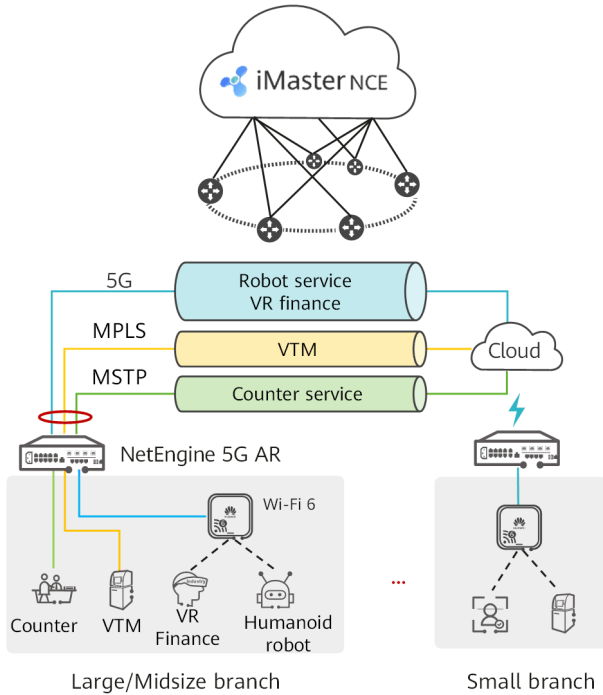 iMaster NCE
5G
Robot service
VR finance
MPLS
VTM
Cloud
MSTP
Counter service
NetEngine 5G AR
Wi-Fi 6
Counter
VTM
VR
Finance
Humanoid
robot
...
Large/Midsize branch
Small branch